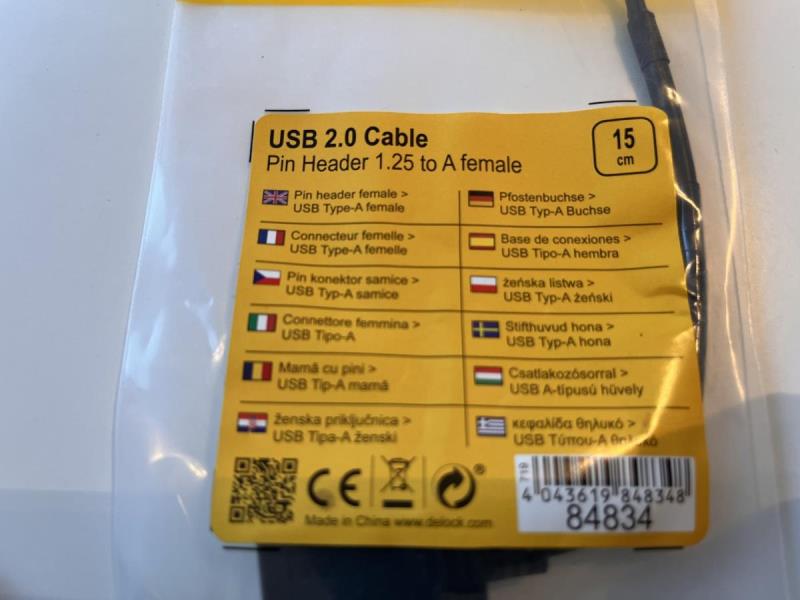 USB 2.0 Cable
Pin Header 1.25 to A female
15
cm
Pin header female >
USB Type-A female
Pfostenbuchse >
USB Typ-A Buchse
Connecteur femelle >
USB Type-A femelle
Base de conexiones >
USB Tipo-A hembra
Pin konektor samice >
USB Typ-A samice
żeńska listwa >
USB Typ-A żeński
Connettore femmina >
USB Tipo-A
Stifthuvud hona >
USB Typ-A hona
Mamă cu pini >
USB Tip-A mamă
Csatlakozósorral >
USB A-típusú hüvely
ženska priključnica >
USB Tipa-A ženski
κεφαλίδα θηλυκό >
USB Τύπου-A θηλυκό
CE
®
Made in China www.delock.com
719
4 043619 848348
84834